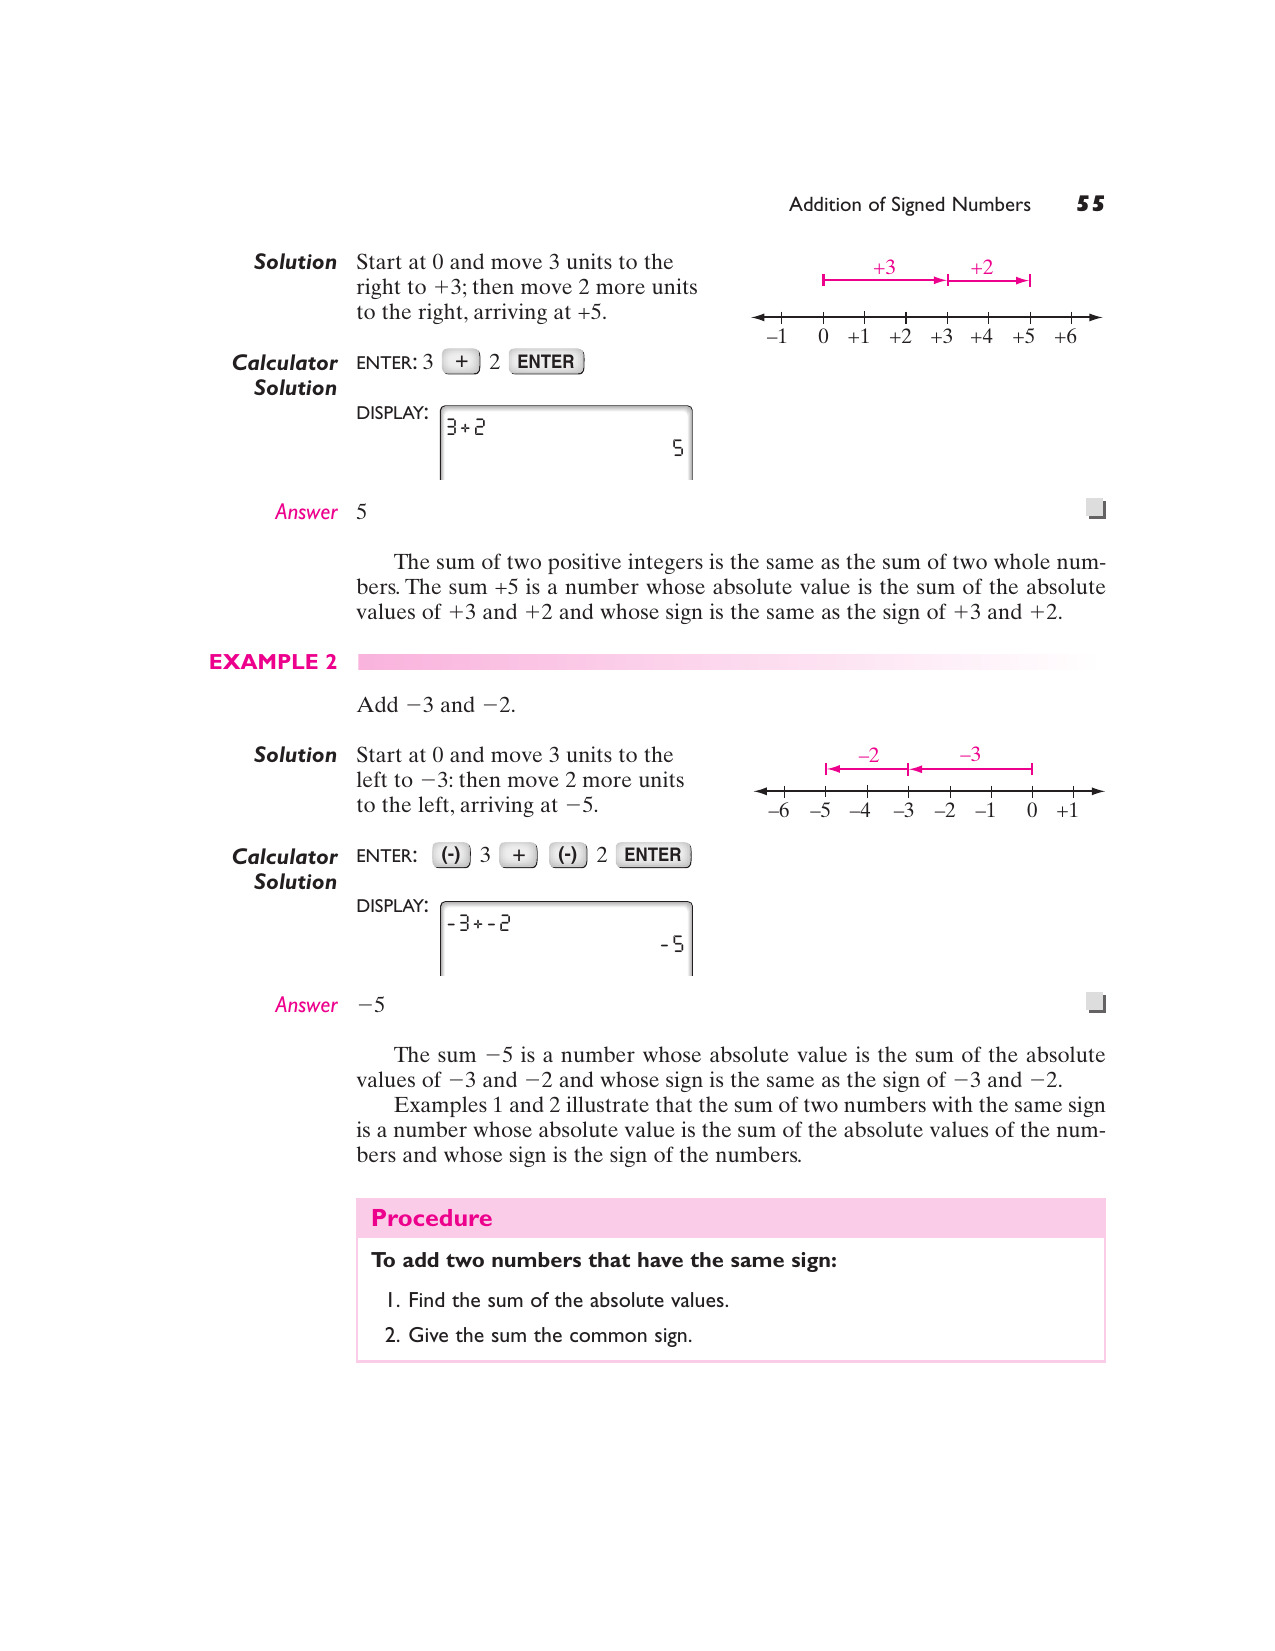 Addition of Signed Numbers 55
Solution Start at 0 and move 3 units to the
right to +3; then move 2 more units
to the right, arriving at +5.
+3 +2
–1 0 +1 +2 +3 +4 +5 +6
Calculator Solution
ENTER: 3 + 2 ENTER
DISPLAY:
3+2
5
Answer 5
The sum of two positive integers is the same as the sum of two whole num-
bers. The sum +5 is a number whose absolute value is the sum of the absolute
values of +3 and +2 and whose sign is the same as the sign of +3 and +2.
EXAMPLE 2
Add −3 and −2.
Solution Start at 0 and move 3 units to the
left to −3: then move 2 more units
to the left, arriving at −5.
–2 –3
–6 –5 –4 –3 –2 –1 0 +1
Calculator Solution
ENTER: (-) 3 + (-) 2 ENTER
DISPLAY:
-3+-2
-5
Answer −5
The sum −5 is a number whose absolute value is the sum of the absolute
values of −3 and −2 and whose sign is the same as the sign of −3 and −2.
Examples 1 and 2 illustrate that the sum of two numbers with the same sign
is a number whose absolute value is the sum of the absolute values of the num-
bers and whose sign is the sign of the numbers.
Procedure
To add two numbers that have the same sign:
1. Find the sum of the absolute values.
2. Give the sum the common sign.